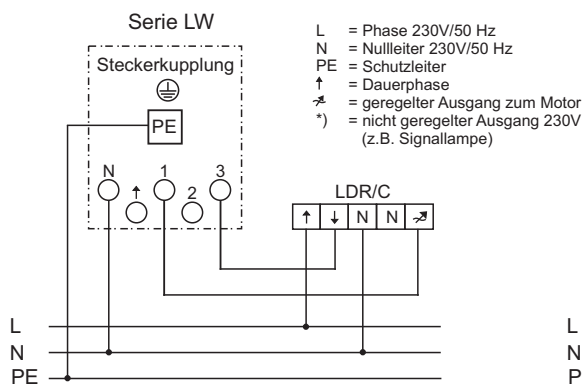 Serie LW
Steckerkupplung
PE
N ↑ 1 2 3
L = Phase 230V/50 Hz
N = Nullleiter 230V/50 Hz
PE = Schutzleiter
↑ = Dauerphase
= geregelter Ausgang zum Motor
*) = nicht geregelter Ausgang 230V
(z.B. Signallampe)
LDR/C
↑ ↓ N N
L
N
PE
L
N
P